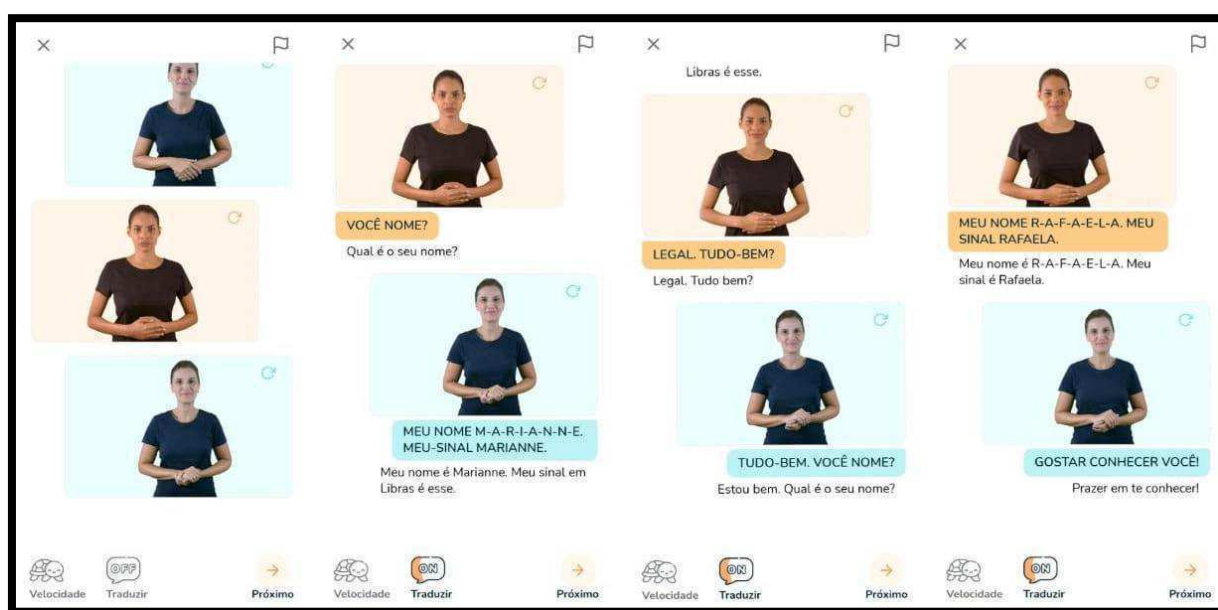 OFF
Velocidade
Traduzir
Próximo
VOCÊ NOME?
Qual é o seu nome?
MEU NOME M-A-R-I-A-N-N-E.
MEU-SINAL MARIANNE.
Meu nome é Marianne. Meu sinal em
Libras é esse.
ON
Velocidade
Traduzir
Próximo
Libras é esse.
LEGAL. TUDO-BEM?
Legal. Tudo bem?
TUDO-BEM. VOCÊ NOME?
Estou bem. Qual é o seu nome?
ON
Velocidade
Traduzir
Próximo
MEU NOME R-A-F-A-E-L-A. MEU
SINAL RAFAELA.
Meu nome é R-A-F-A-E-L-A. Meu
sinal é Rafaela.
GOSTAR CONHECER VOCÊ!
Prazer em te conhecer!
ON
Velocidade
Traduzir
Próximo